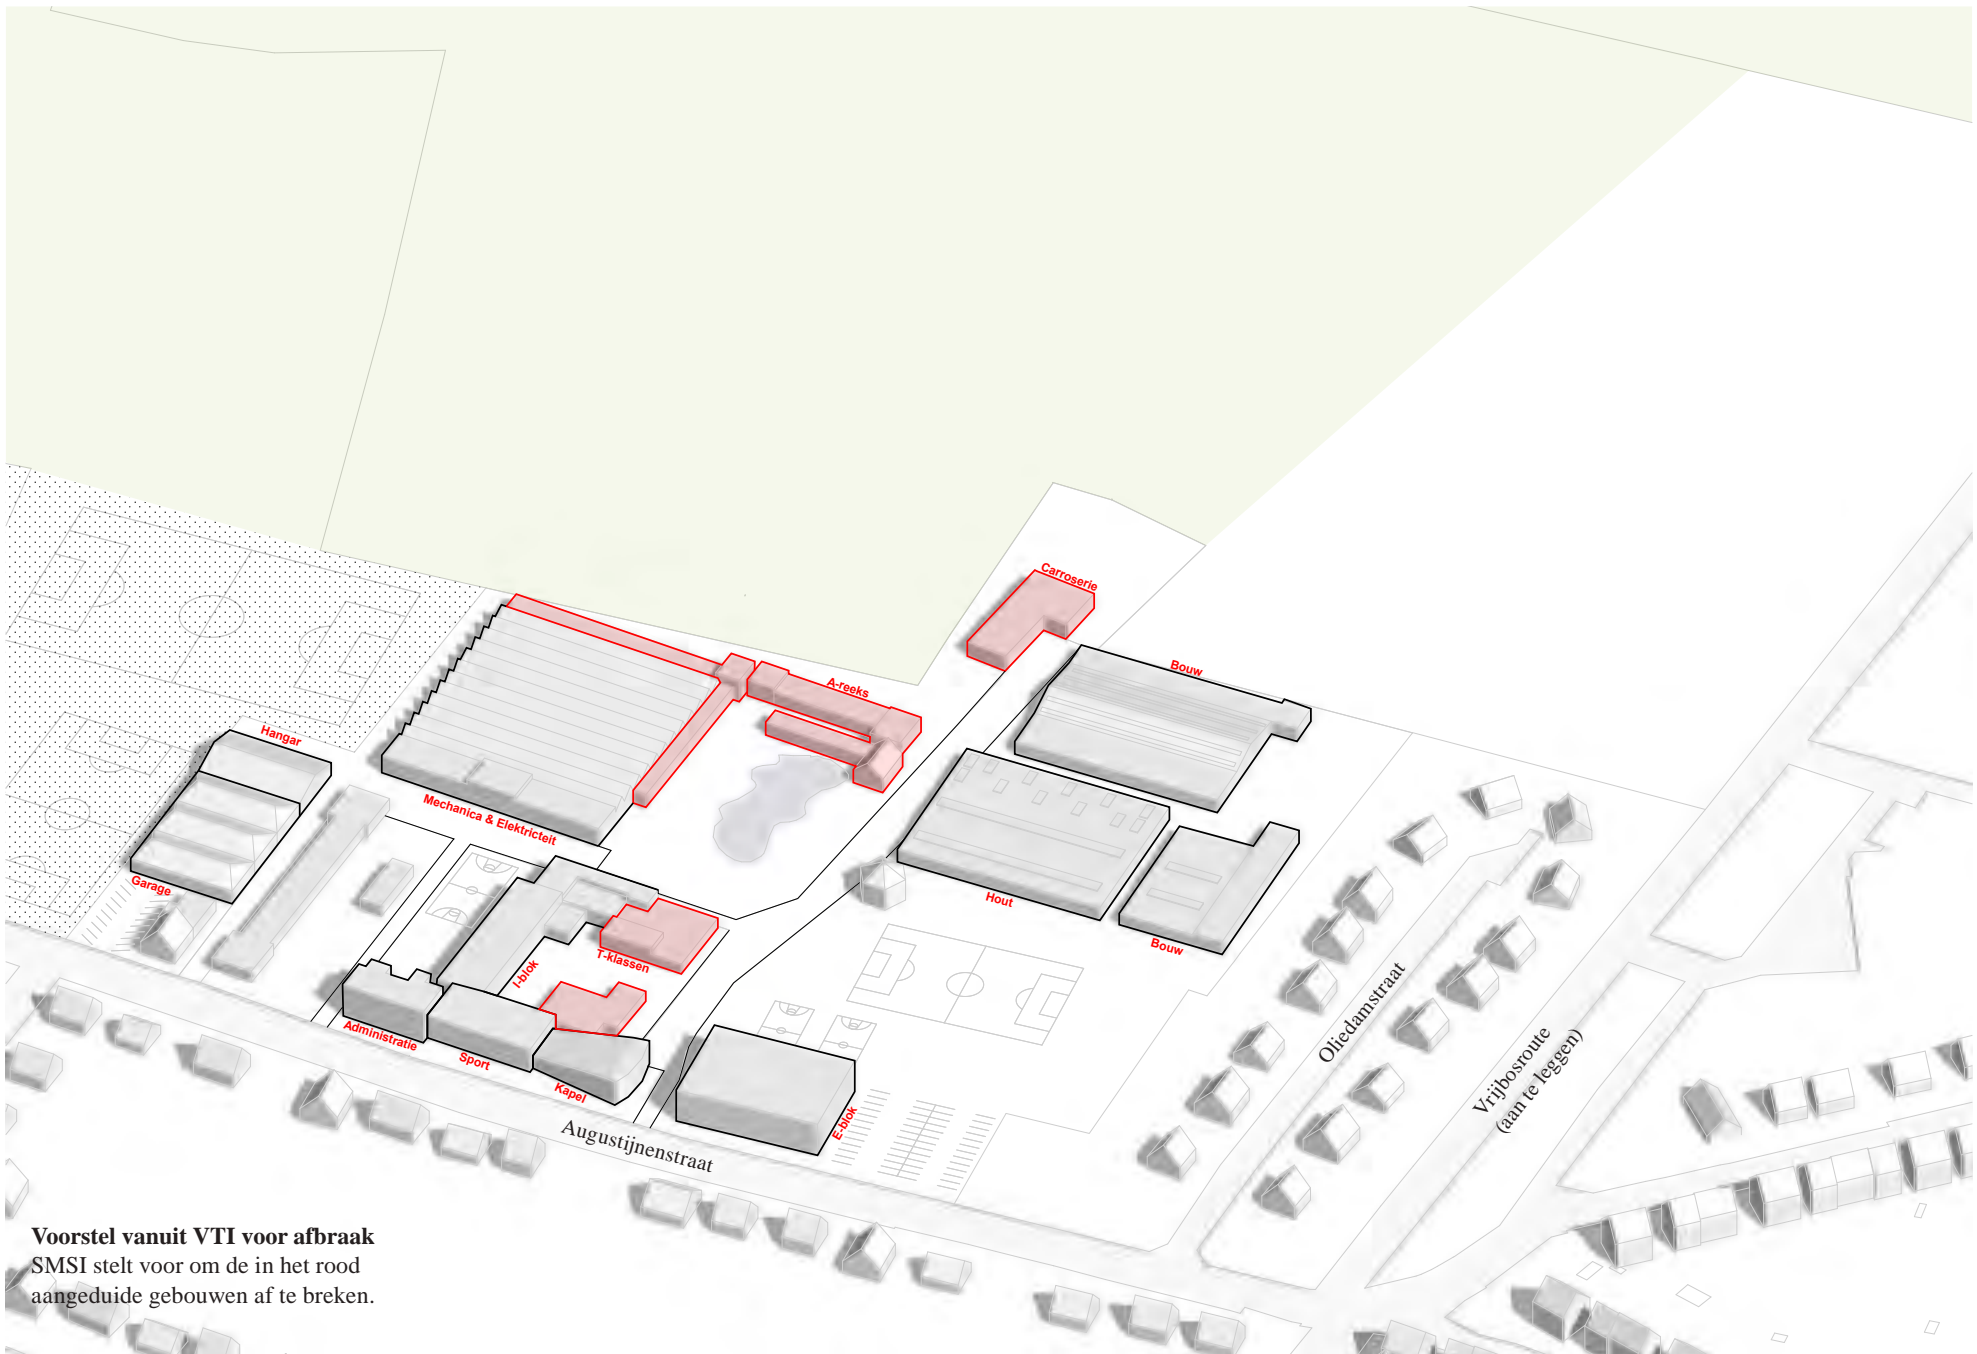 Carroserie
Bouw
A-reeks
Hangar
Mechanica & Elektricteit
Garage
Hout
Bouw
T-klassen
I-blok
Administratie
Sport
Kapel
E-blok
Augustijnenstraat
Oliedamstraat
Vrijbosroute
(aan te leggen)
Voorstel vanuit VTI voor afbraak
SMSI stelt voor om de in het rood
aangeduide gebouwen af te breken.